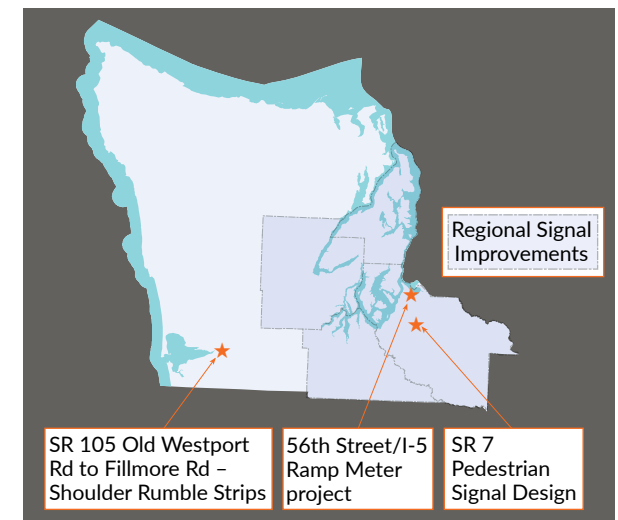 Regional Signal
Improvements
SR 105 Old Westport
Rd to Fillmore Rd –
Shoulder Rumble Strips
56th Street/I-5
Ramp Meter
project
SR 7
Pedestrian
Signal Design